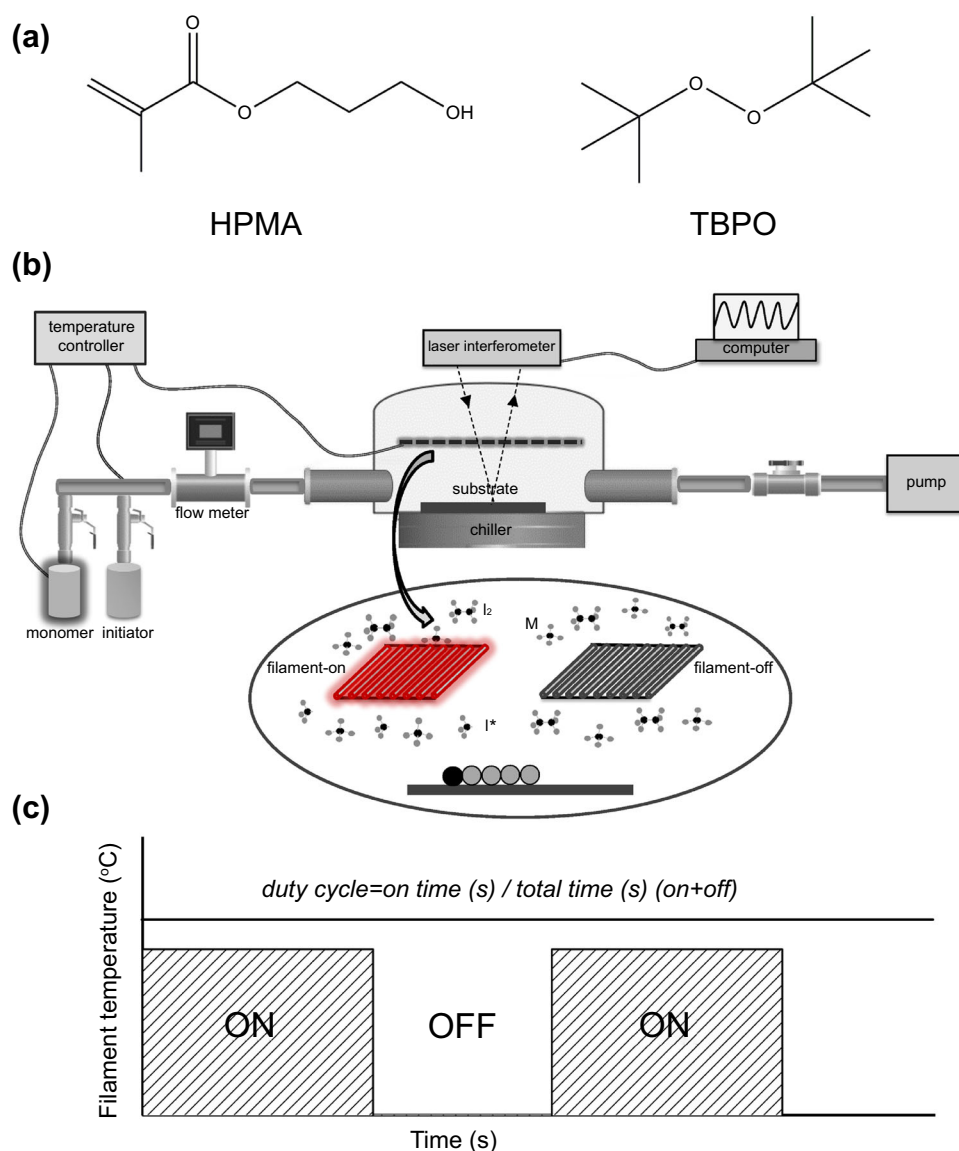 (a)
O
O
OH
O
O
HPMA
TBPO
(b)
temperature
controller
laser interferometer
computer
flow meter
substrate
chiller
pump
monomer
initiator
I₂
M
filament-on
filament-off
I*
(c)
Filament temperature (°C)
duty cycle=on time (s) / total time (s) (on+off)
ON
OFF
ON
Time (s)